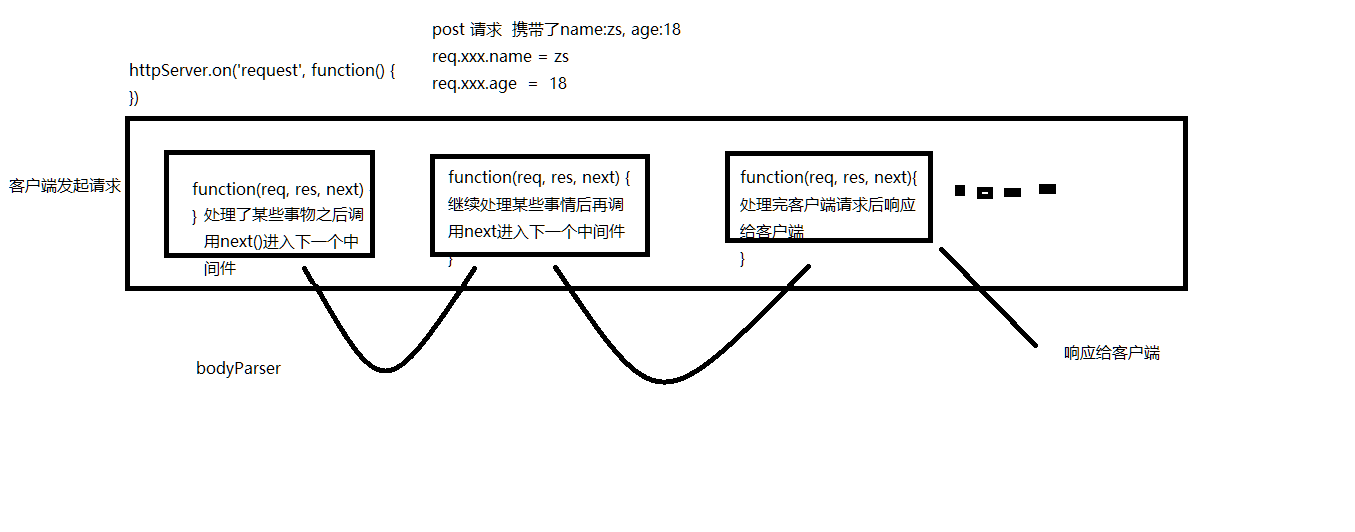 post 请求 携带了name:zs, age:18
req.xxx.name = zs
req.xxx.age = 18
httpServer.on('request', function() {
})
客户端发起请求
function(req, res, next)
} 处理了某些事物之后调
用next()进入下一个中
间件
function(req, res, next) {
继续处理某些事情后再调
用next进入下一个中间件
}
function(req, res, next){
处理完客户端请求后响应
给客户端
}
bodyParser
响应给客户端